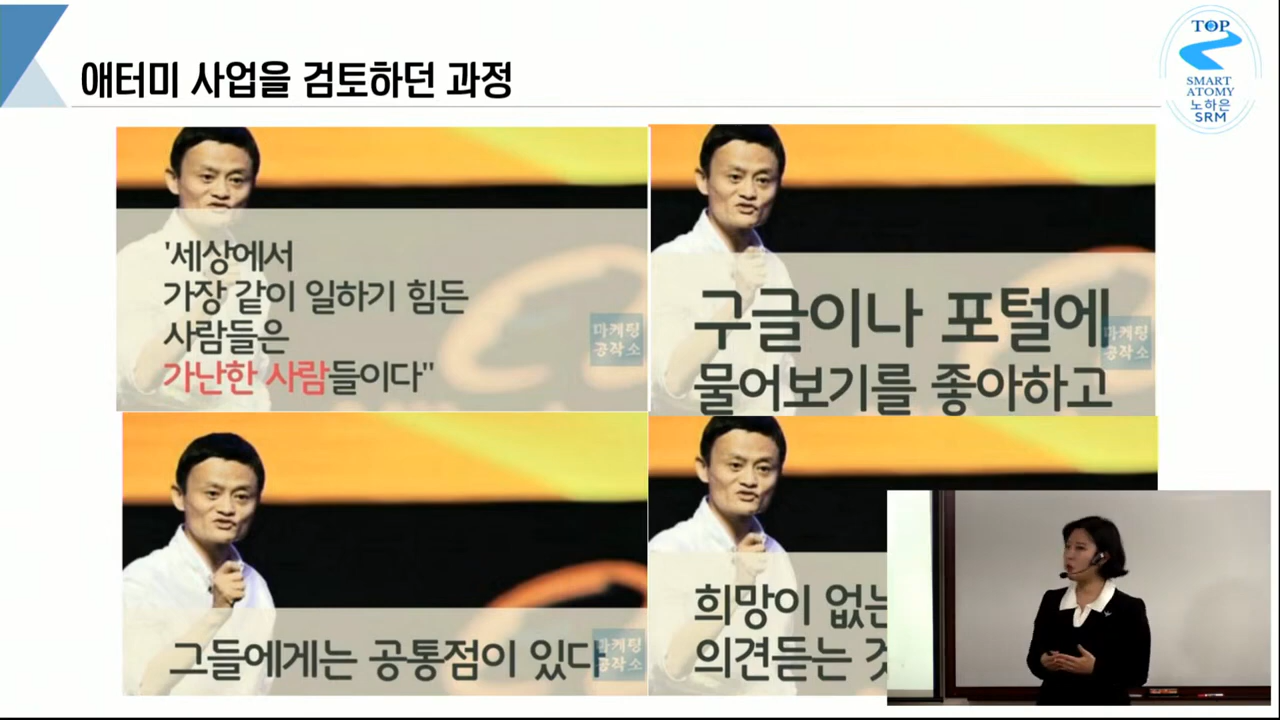 애터미 사업을 검토하던 과정
TOP
SMART
ATOMY
노하은
SRM
'세상에서
가장 같이 일하기 힘든
사람들은
가난한 사람들이다"
마케팅
공작소
구글이나 포털에
물어보기를 좋아하고
마케팅
공작소
그들에게는 공통점이 있다
마케팅
공작소
희망이 없는
의견듣는